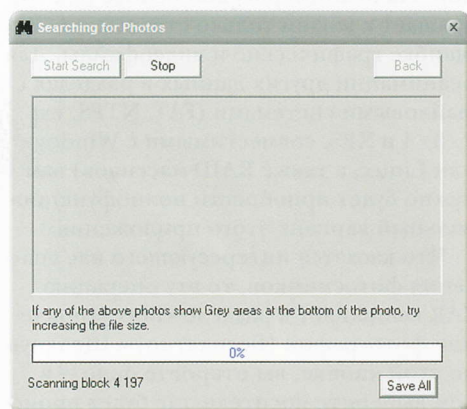 Searching for Photos
Start Search Stop Back
If any of the above photos show Grey areas at the bottom of the photo, try
increasing the file size.
0%
Scanning block 4 197
Save All